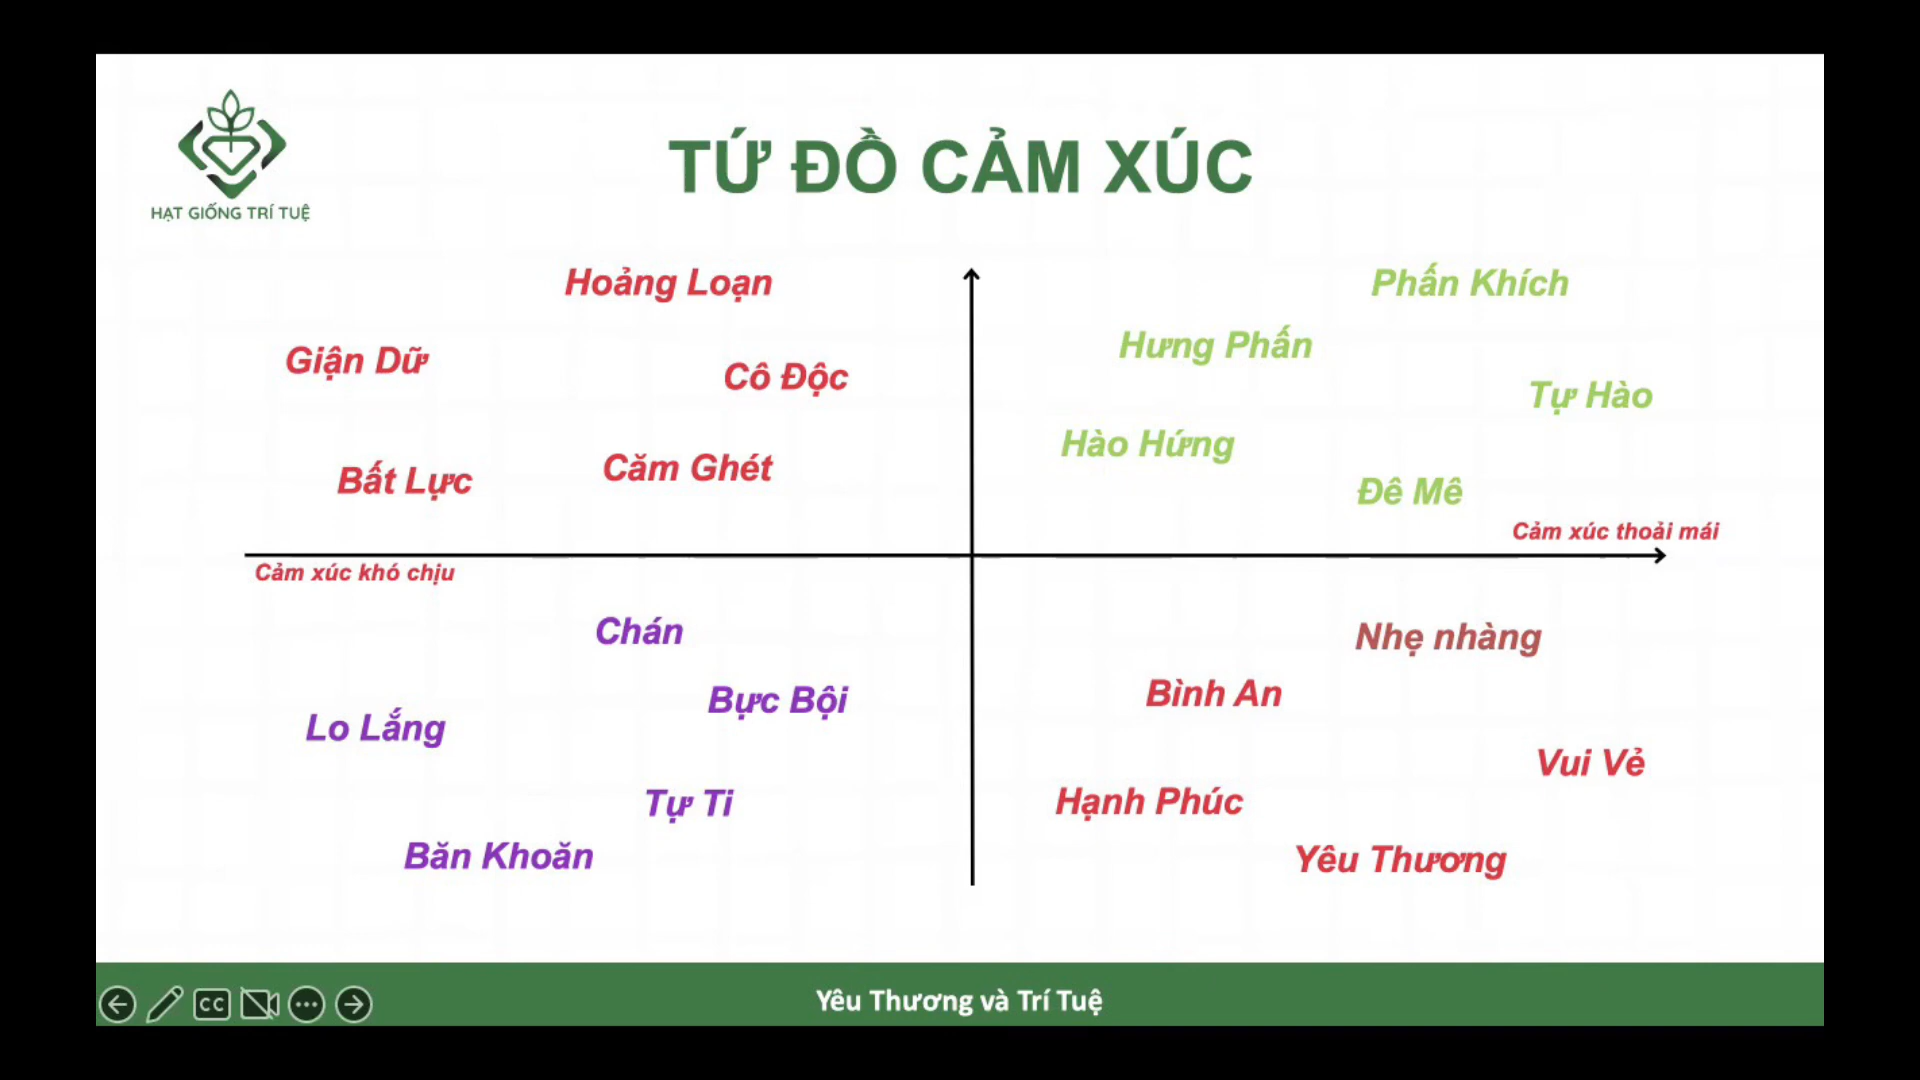 HẠT GIỐNG TRÍ TUỆ
TỨ ĐỒ CẢM XÚC
Hoảng Loạn
Giận Dữ
Cô Độc
Bất Lực
Căm Ghét
Phấn Khích
Hưng Phấn
Tự Hào
Hào Hứng
Đê Mê
Cảm xúc thoải mái
Cảm xúc khó chịu
Chán
Bực Bội
Lo Lắng
Tự Ti
Băn Khoăn
Nhẹ nhàng
Bình An
Vui Vẻ
Hạnh Phúc
Yêu Thương
CC
Yêu Thương và Trí Tuệ